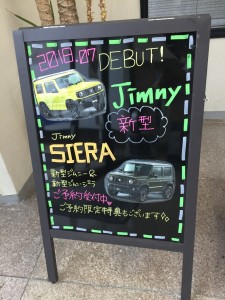 2018.07 DEBUT!
Jimny
新型
Jimny
SIERA
新型ジムニー&
新型ジムニーシエラ
ご予約受付中
ご予約限定特典もございます